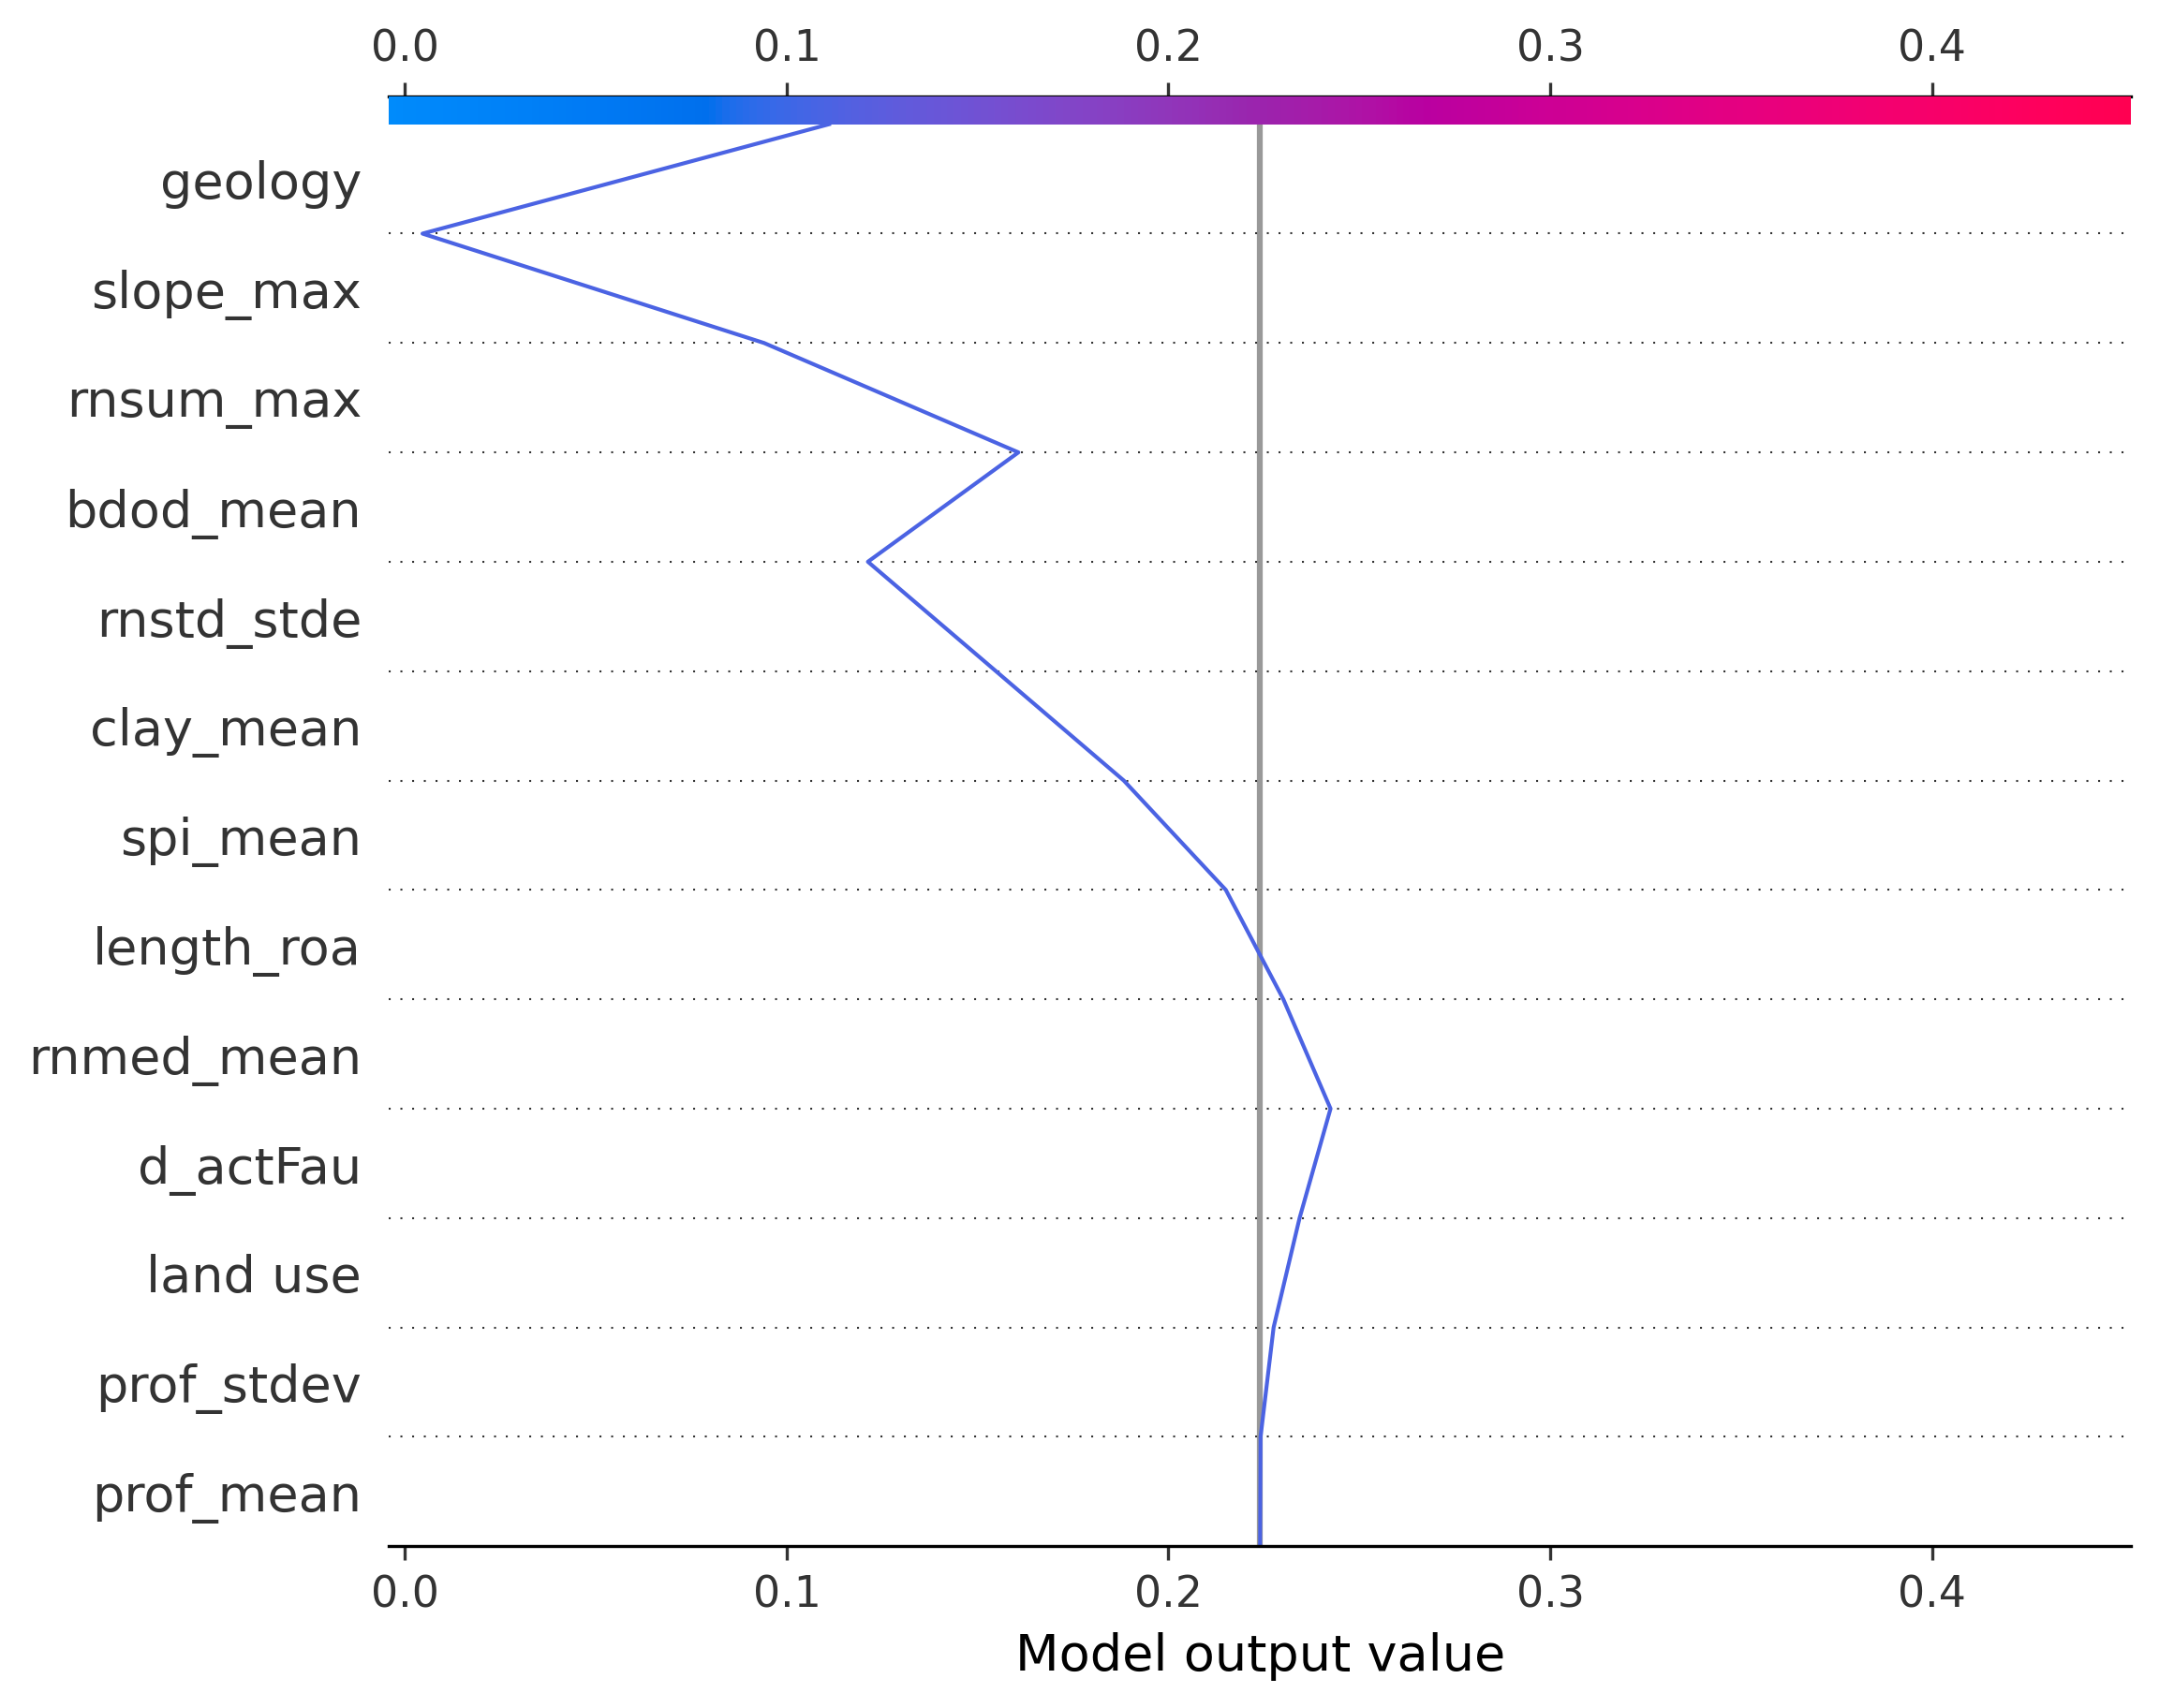 0.0 0.1 0.2 0.3 0.4
geology
slope_max
rnsum_max
bdod_mean
rnstd_stde
clay_mean
spi_mean
length_roa
rnmed_mean
d_actFau
land use
prof_stdev
prof_mean
0.0 0.1 0.2 0.3 0.4
Model output value